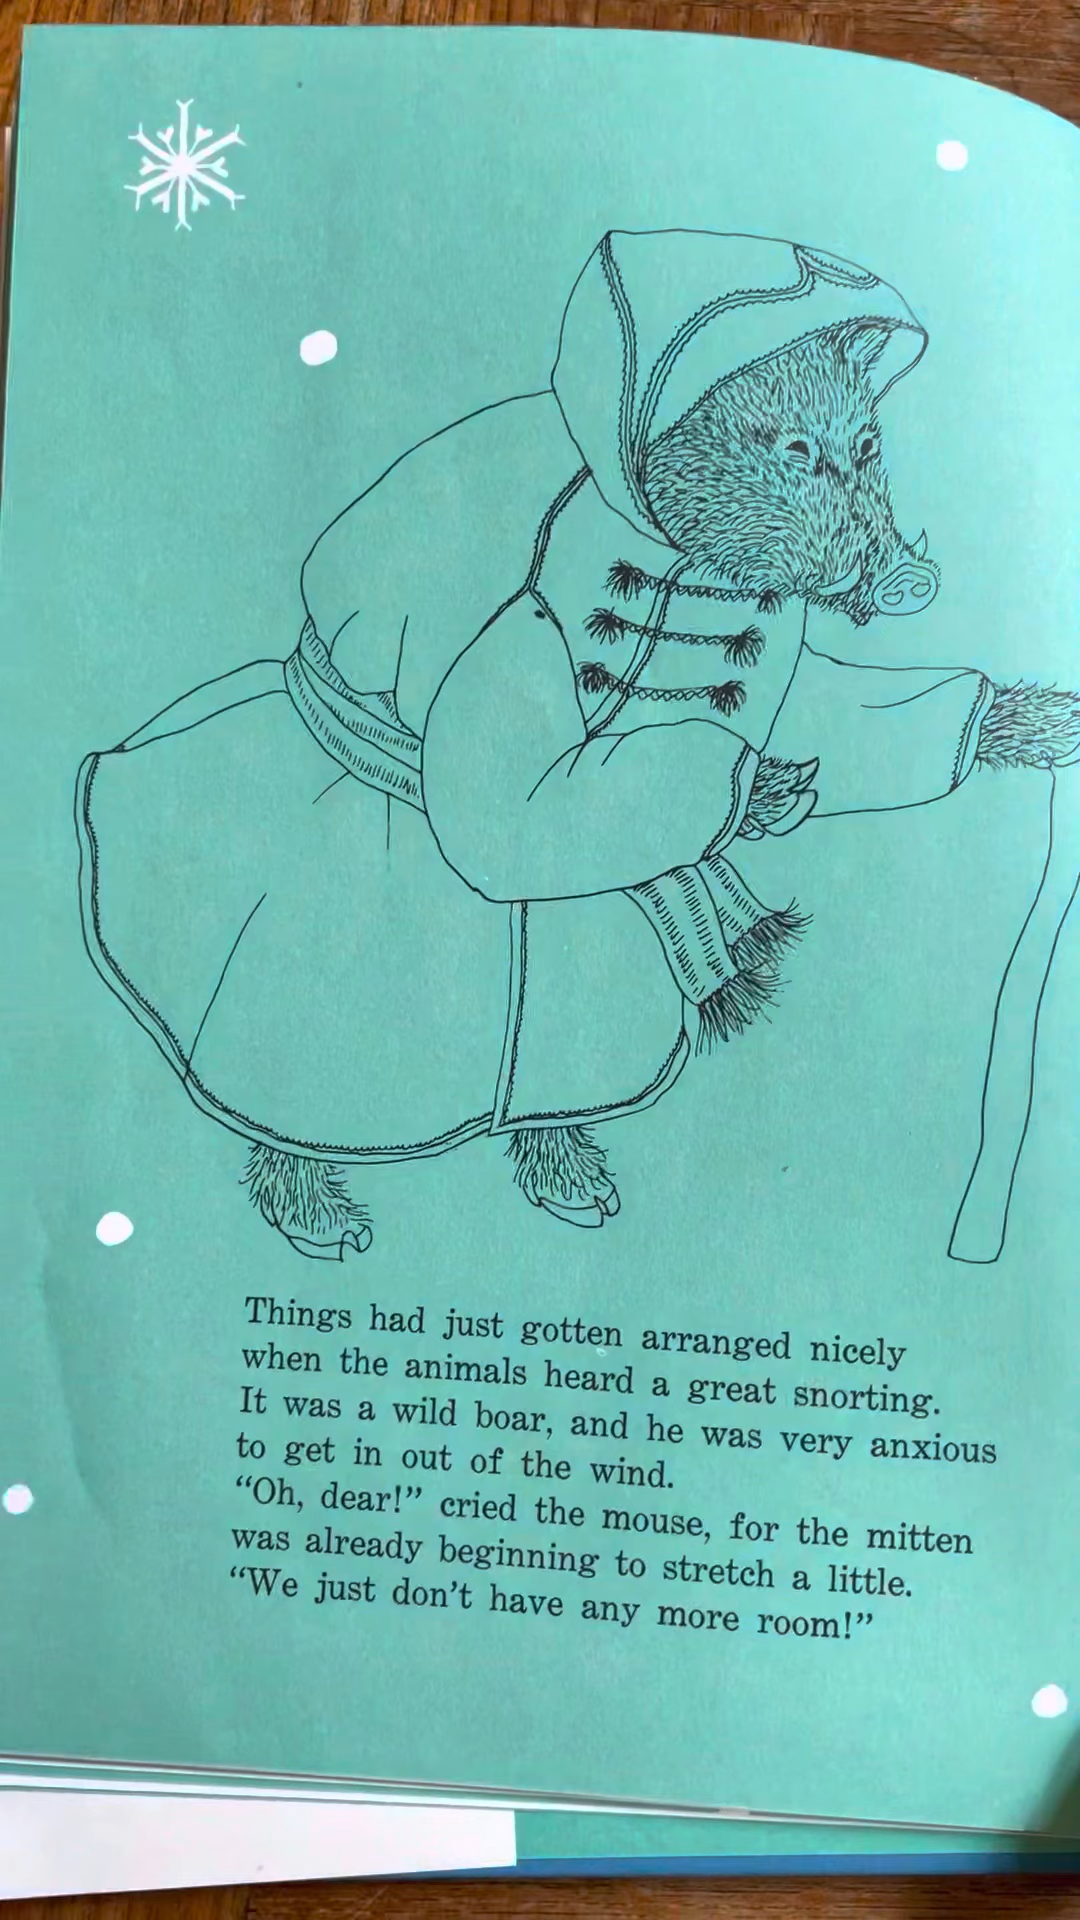 Things had just gotten arranged nicely
when the animals heard a great snorting.
It was a wild boar, and he was very anxious
to get in out of the wind.
“Oh, dear!” cried the mouse, for the mitten
was already beginning to stretch a little.
“We just don’t have any more room!”